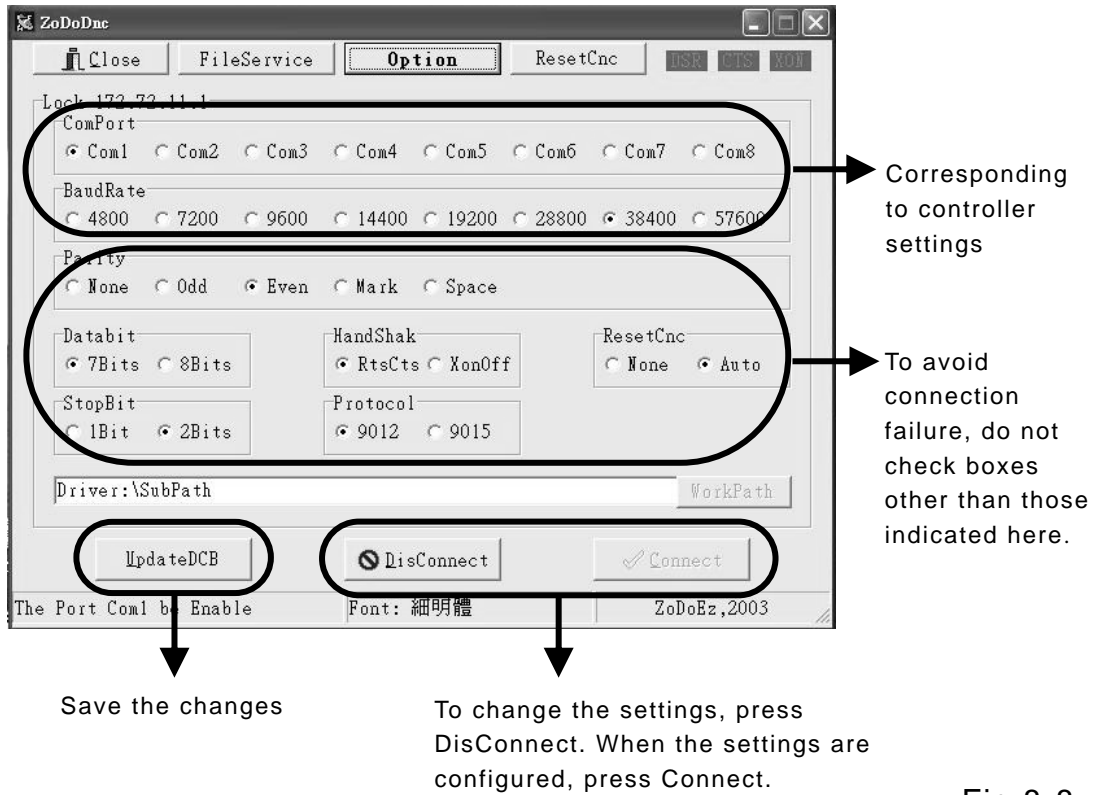 ZoDoDnc
Close FileService Option ResetCnc DSR CTS XON
Lock 172.72.11.1
ComPort
Com1 Com2 Com3 Com4 Com5 Com6 Com7 Com8
BaudRate
4800 7200 9600 14400 19200 28800 38400 57600
Corresponding
to controller
settings
Parity
None Odd Even Mark Space
Databit HandShak ResetCnc
7Bits 8Bits RtsCts XonOff None Auto
StopBit Protocol
1Bit 2Bits 9012 9015
To avoid
connection
failure, do not
check boxes
other than those
indicated here.
Driver:\SubPath WorkPath
UpdateDCB DisConnect Connect
The Port Com1 be Enable Font: 細明體 ZoDoEz,2003
Save the changes
To change the settings, press
DisConnect. When the settings are
configured, press Connect.